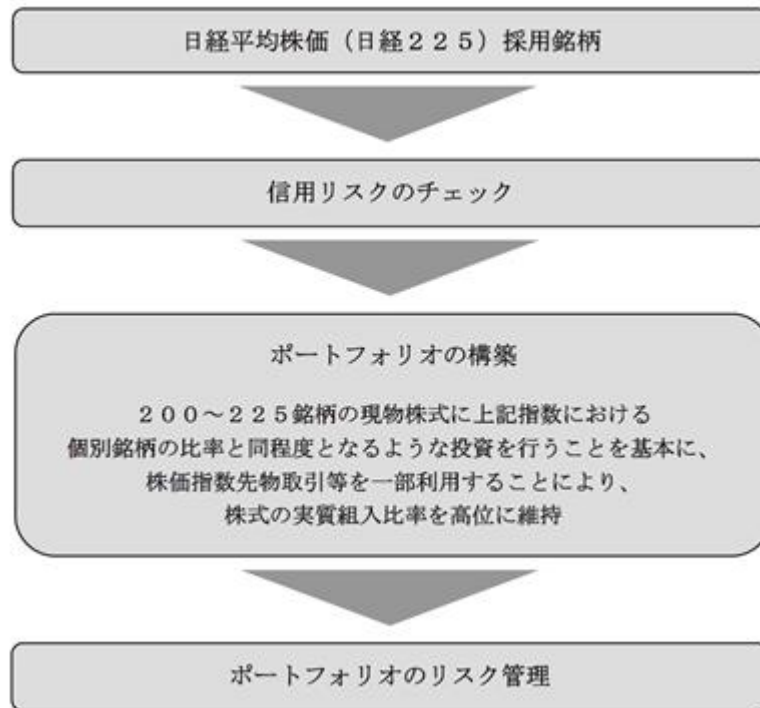 日経平均株価（日経２２５）採用銘柄
信用リスクのチェック
ポートフォリオの構築
２００～２２５銘柄の現物株式に上記指数における
個別銘柄の比率と同程度となるような投資を行うことを基本に、
株価指数先物取引等を一部利用することにより、
株式の実質組入比率を高位に維持
ポートフォリオのリスク管理